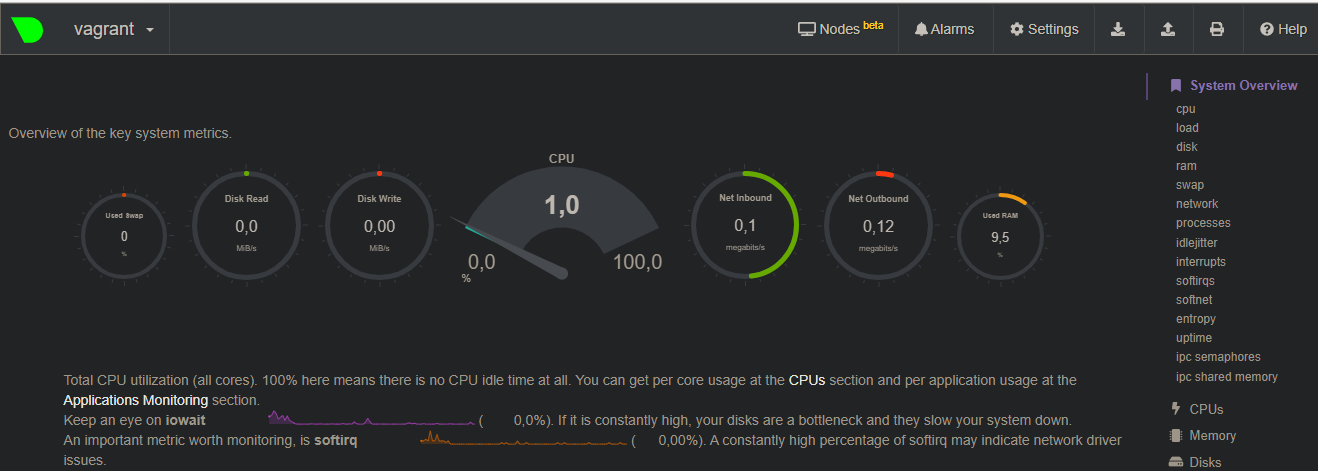 vagrant
Nodes beta
Alarms
Settings
Help
System Overview
cpu
load
disk
ram
swap
network
processes
idlejitter
interrupts
softirqs
softnet
entropy
uptime
ipc semaphores
ipc shared memory
CPUs
Memory
Disks
Overview of the key system metrics.
Used Swap
0
%
Disk Read
0,0
MiB/s
Disk Write
0,00
MiB/s
CPU
1,0
0,0
100,0
%
Net Inbound
0,1
megabits/s
Net Outbound
0,12
megabits/s
Used RAM
9,5
%
Total CPU utilization (all cores). 100% here means there is no CPU idle time at all. You can get per core usage at the CPUs section and per application usage at the
Applications Monitoring section.
Keep an eye on iowait ( 0,0%). If it is constantly high, your disks are a bottleneck and they slow your system down.
An important metric worth monitoring, is softirq ( 0,00%). A constantly high percentage of softirq may indicate network driver
issues.